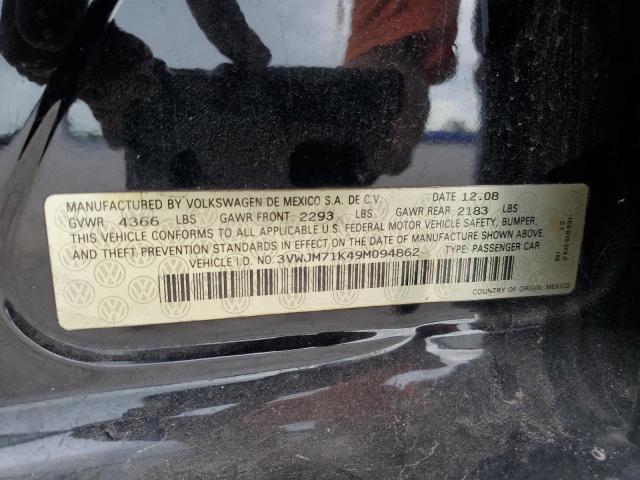 MANUFACTURED BY VOLKSWAGEN DE MEXICO S.A. DE C.V. DATE 12.08
GVWR 4366 LBS GAWR FRONT 2293 LBS GAWR REAR 2183 LBS
THIS VEHICLE CONFORMS TO ALL APPLICABLE U.S. FEDERAL MOTOR VEHICLE SAFETY, BUMPER,
AND THEFT PREVENTION STANDARDS IN EFFECT ON THE DATE OF MANUFACTURE SHOWN ABOVE.
VEHICLE I.D. NO. 3VWJM71K49M094862 TYPE: PASSENGER CAR
COUNTRY OF ORIGIN: MEXICO